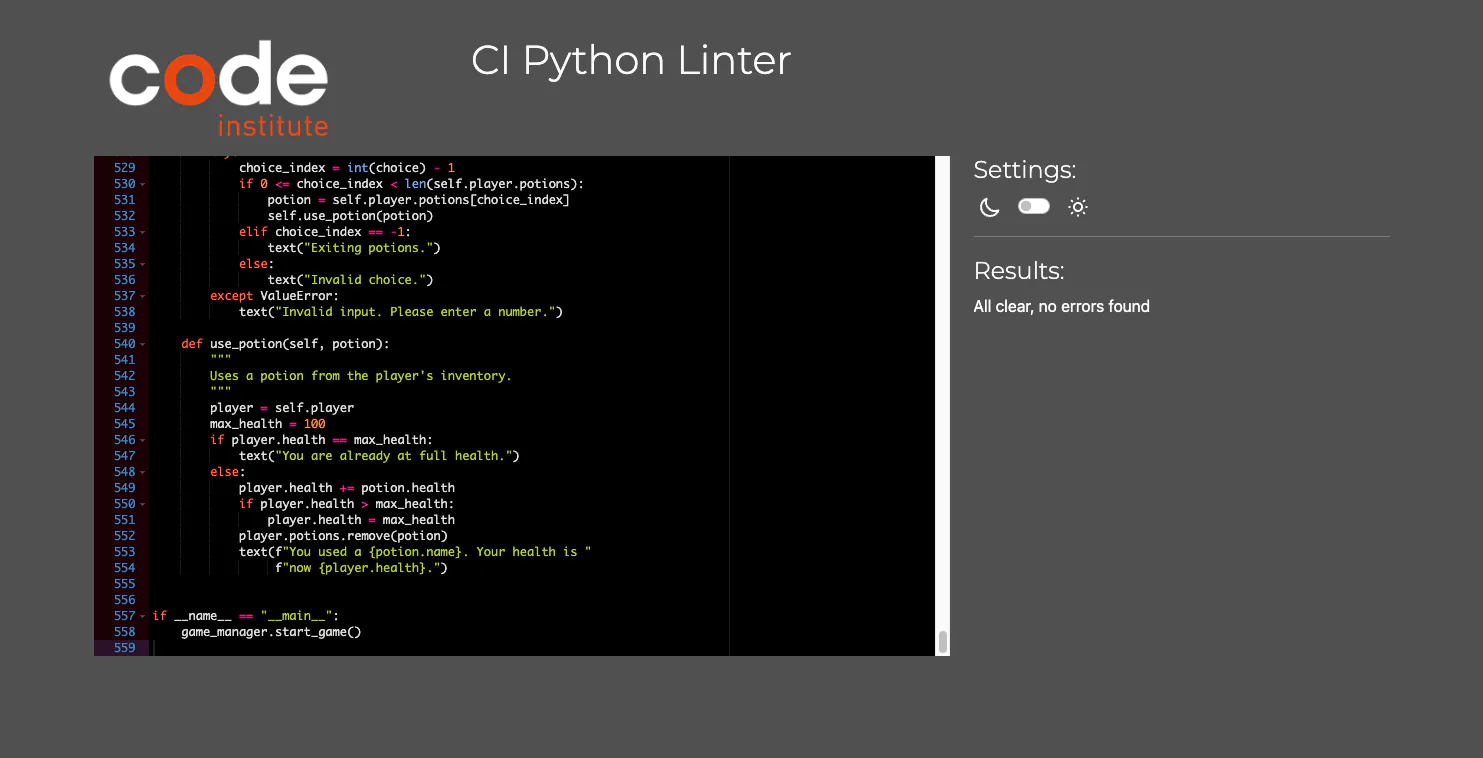 code
institute
CI Python Linter
529 choice_index = int(choice) - 1
530 if 0 <= choice_index < len(self.player.potions):
531 potion = self.player.potions[choice_index]
532 self.use_potion(potion)
533 elif choice_index == -1:
534 text("Exiting potions.")
535 else:
536 text("Invalid choice.")
537 except ValueError:
538 text("Invalid input. Please enter a number.")
539
540 def use_potion(self, potion):
541 """
542 Uses a potion from the player's inventory.
543 """
544 player = self.player
545 max_health = 100
546 if player.health == max_health:
547 text("You are already at full health.")
548 else:
549 player.health += potion.health
550 if player.health > max_health:
551 player.health = max_health
552 player.potions.remove(potion)
553 text(f"You used a {potion.name}. Your health is "
554 f"now {player.health}.")
555
556
557 if __name__ == "__main__":
558 game_manager.start_game()
559
Settings:
Results:
All clear, no errors found